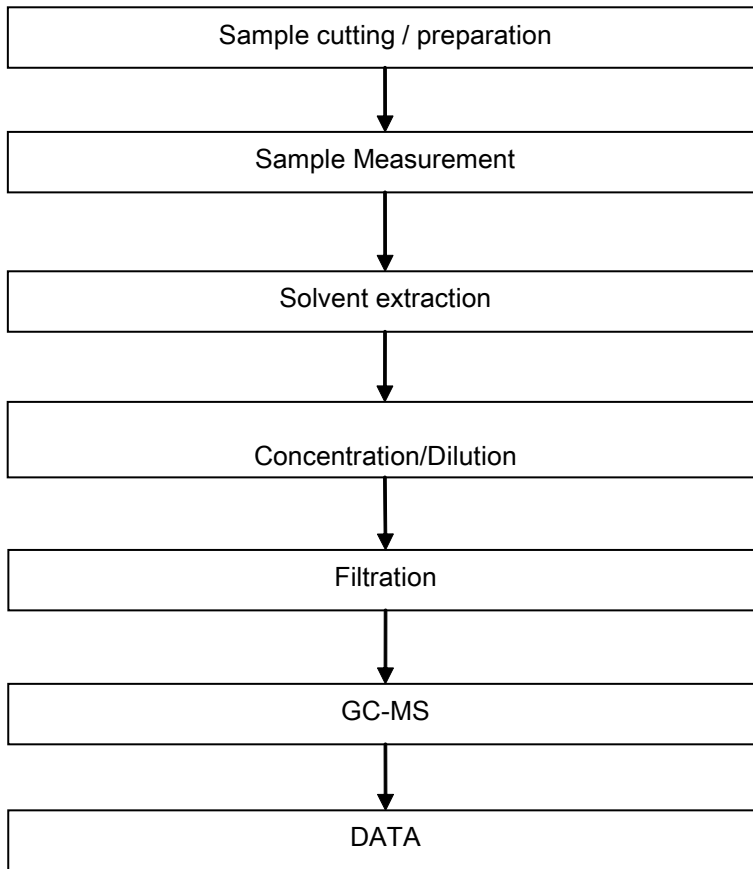 Sample cutting / preparation
Sample Measurement
Solvent extraction
Concentration/Dilution
Filtration
GC-MS
DATA